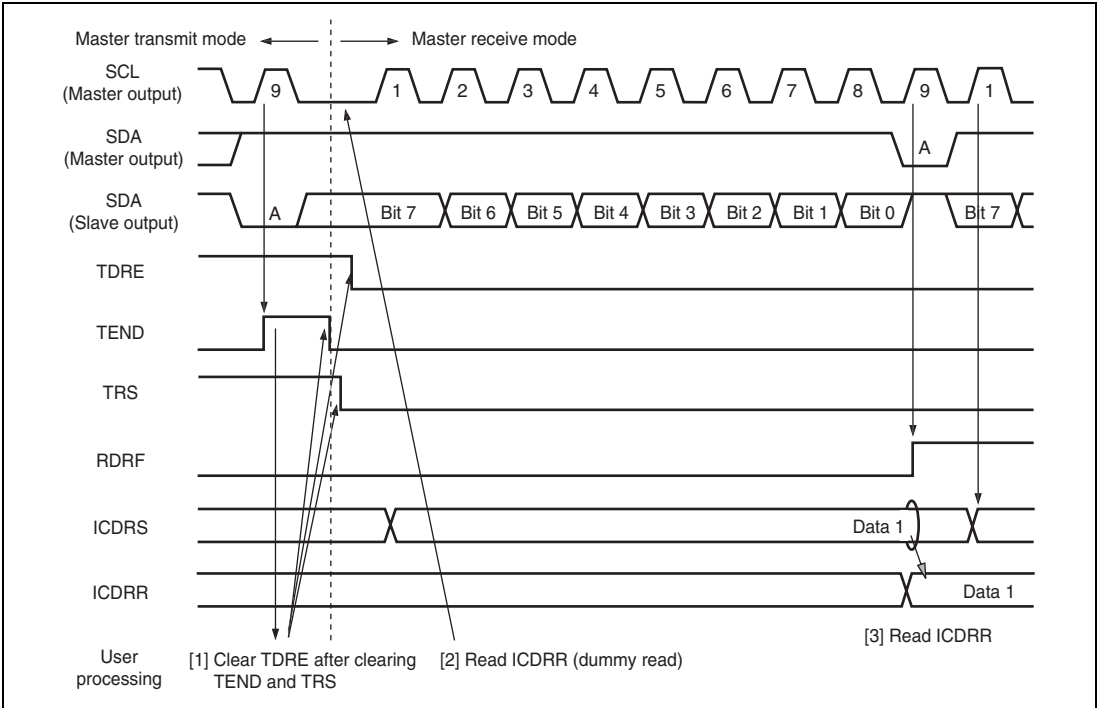 Master transmit mode
Master receive mode
SCL
(Master output)
9
1
2
3
4
5
6
7
8
9
1
SDA
(Master output)
A
SDA
(Slave output)
A
Bit 7
Bit 6
Bit 5
Bit 4
Bit 3
Bit 2
Bit 1
Bit 0
Bit 7
TDRE
TEND
TRS
RDRF
ICDRS
Data 1
ICDRR
Data 1
User
processing
[1] Clear TDRE after clearing
TEND and TRS
[2] Read ICDRR (dummy read)
[3] Read ICDRR